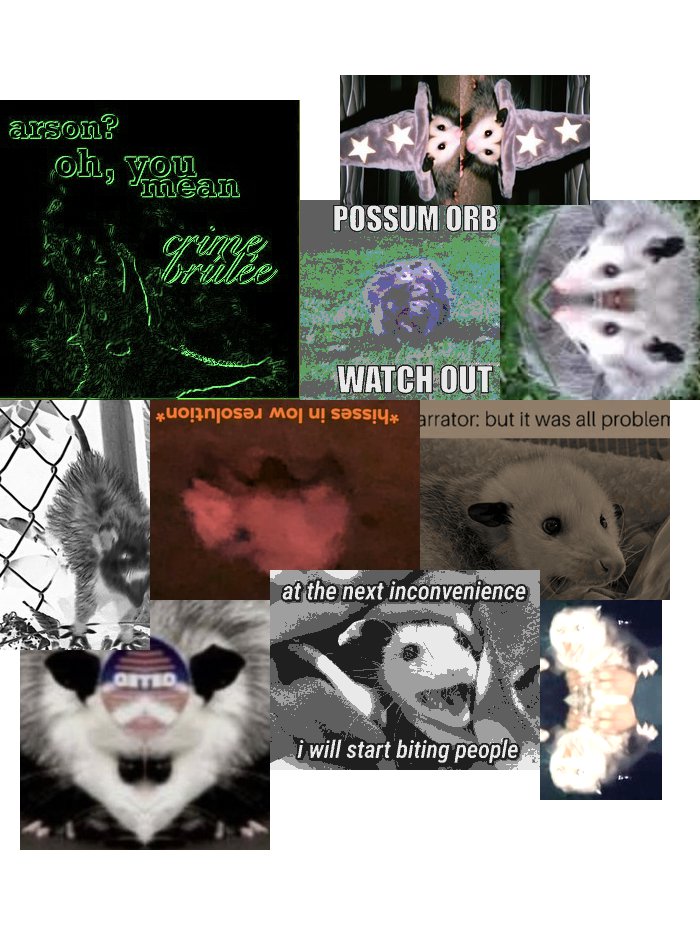 arson?
oh, you
mean
crime
brûlée
POSSUM ORB
WATCH OUT
*hisses in low resolution*
arrator: but it was all problem
at the next inconvenience
i will start biting people